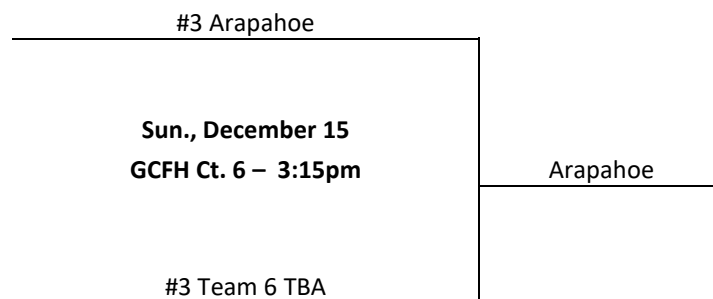 #3 Arapahoe
Sun., December 15
GCFH Ct. 6 – 3:15pm
Arapahoe
#3 Team 6 TBA